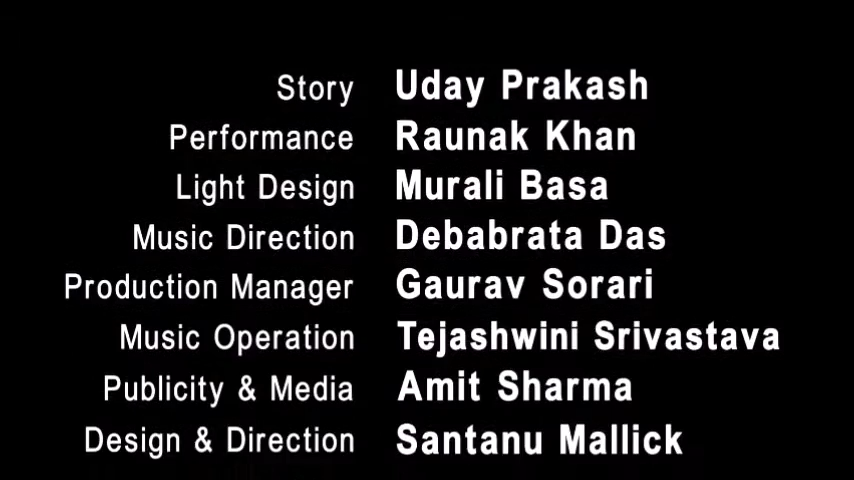 Story Uday Prakash
Performance Raunak Khan
Light Design Murali Basa
Music Direction Debabrata Das
Production Manager Gaurav Sorari
Music Operation Tejashwini Srivastava
Publicity & Media Amit Sharma
Design & Direction Santanu Mallick